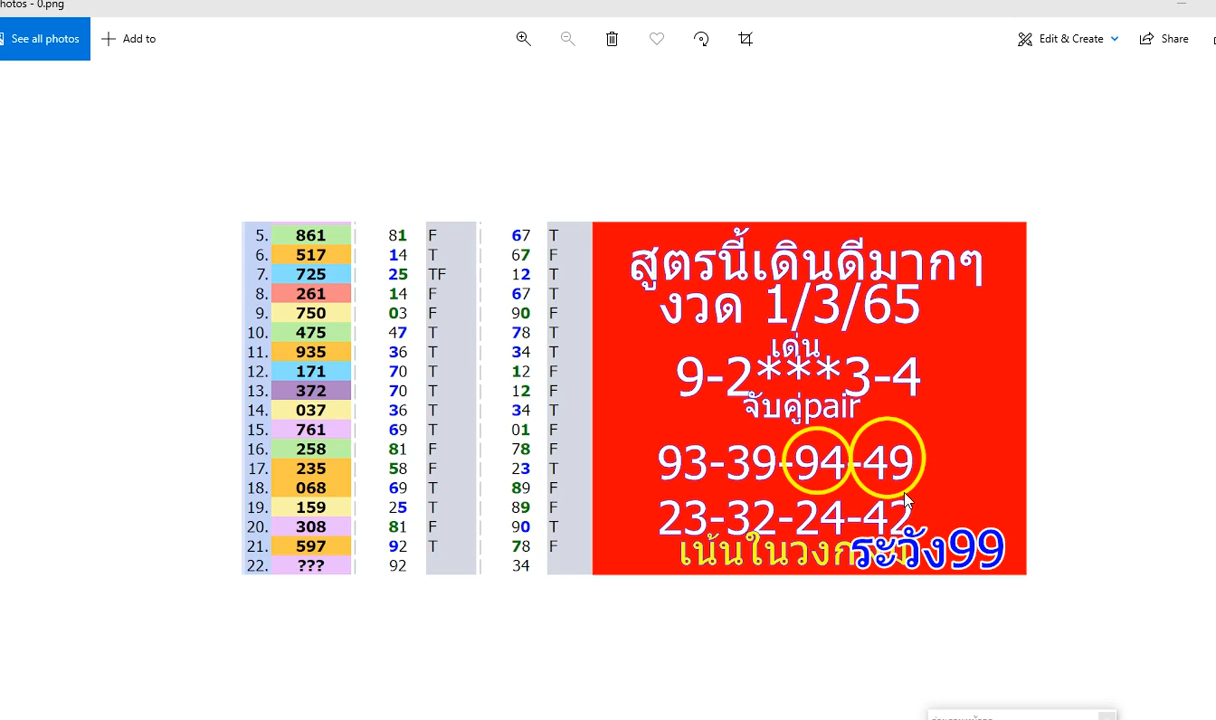 hotos - 0.png
See all photos
Add to
Edit & Create
Share
5. 861 81 F 67 T
6. 517 14 T 67 F
7. 725 25 TF 12 T
8. 261 14 F 67 T
9. 750 03 F 90 F
10. 475 47 T 78 T
11. 935 36 T 34 T
12. 171 70 T 12 F
13. 372 70 T 12 F
14. 037 36 T 34 T
15. 761 69 T 01 F
16. 258 81 F 78 F
17. 235 58 F 23 T
18. 068 69 T 89 F
19. 159 25 T 89 F
20. 308 81 F 90 T
21. 597 92 T 78 F
22. ??? 92 34
สูตรนี้เดินดีมากๆ
งวด 1/3/65
เด่น
9-2***3-4
จับคู่pair
93-39-94-49
23-32-24-42
เน้นในวงก
ระวัง99